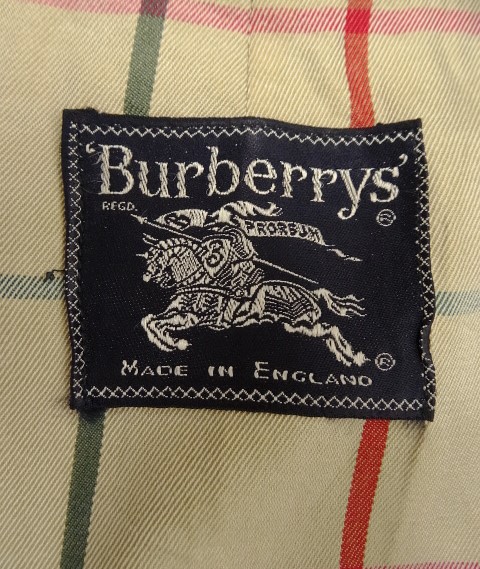 'Burberrys'
REGD. ®
PRORSUM
B
®
MADE IN ENGLAND